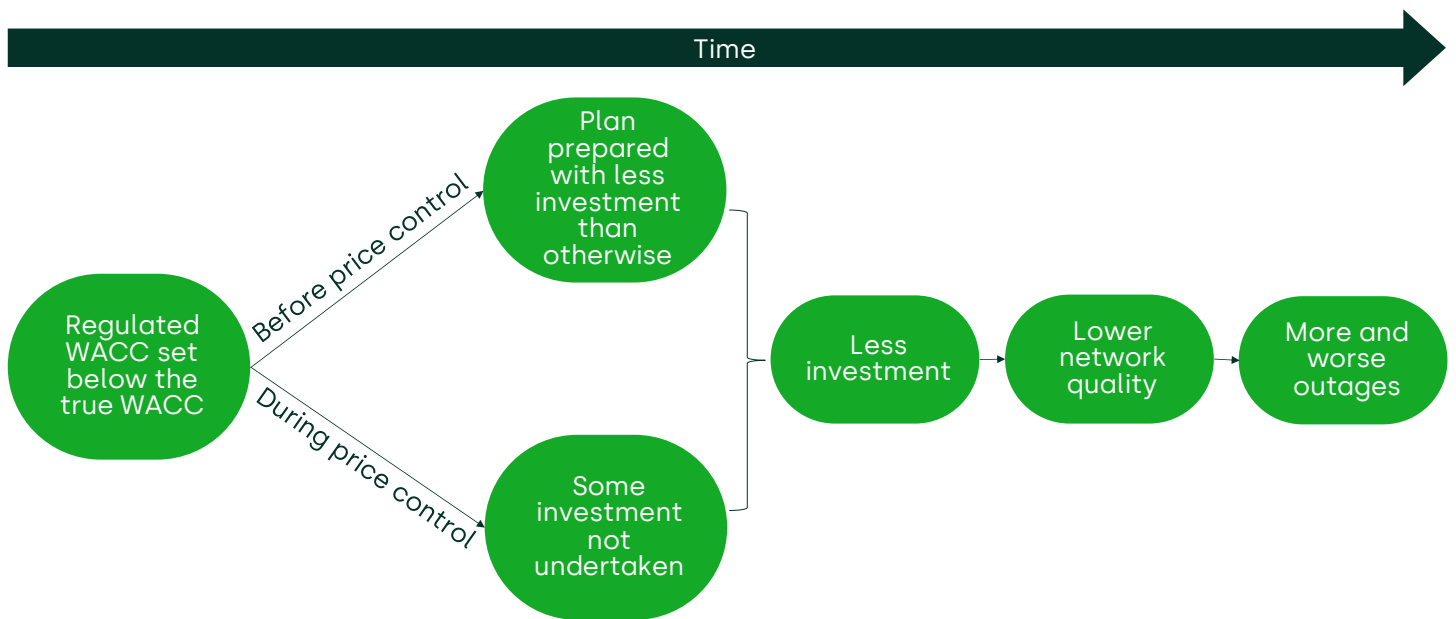 Time
Regulated
WACC set
below the
true WACC
Before price control
During price control
Plan
prepared
with less
investment
than
otherwise
Some
investment
not
undertaken
Less
investment
Lower
network
quality
More and
worse
outages